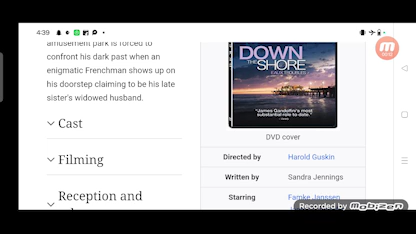 4:39
amusement park is forced to
confront his dark past when an
enigmatic Frenchman shows up on
his doorstep claiming to be his late
sister's widowed husband.
Cast
Filming
Reception and
DOWN
THE
SHORE
"James Gandolfini's most
substantial role to date."
DVD cover
Directed by Harold Guskin
Written by Sandra Jennings
Starring Famke Janssen
Recorded by MOBIZEN